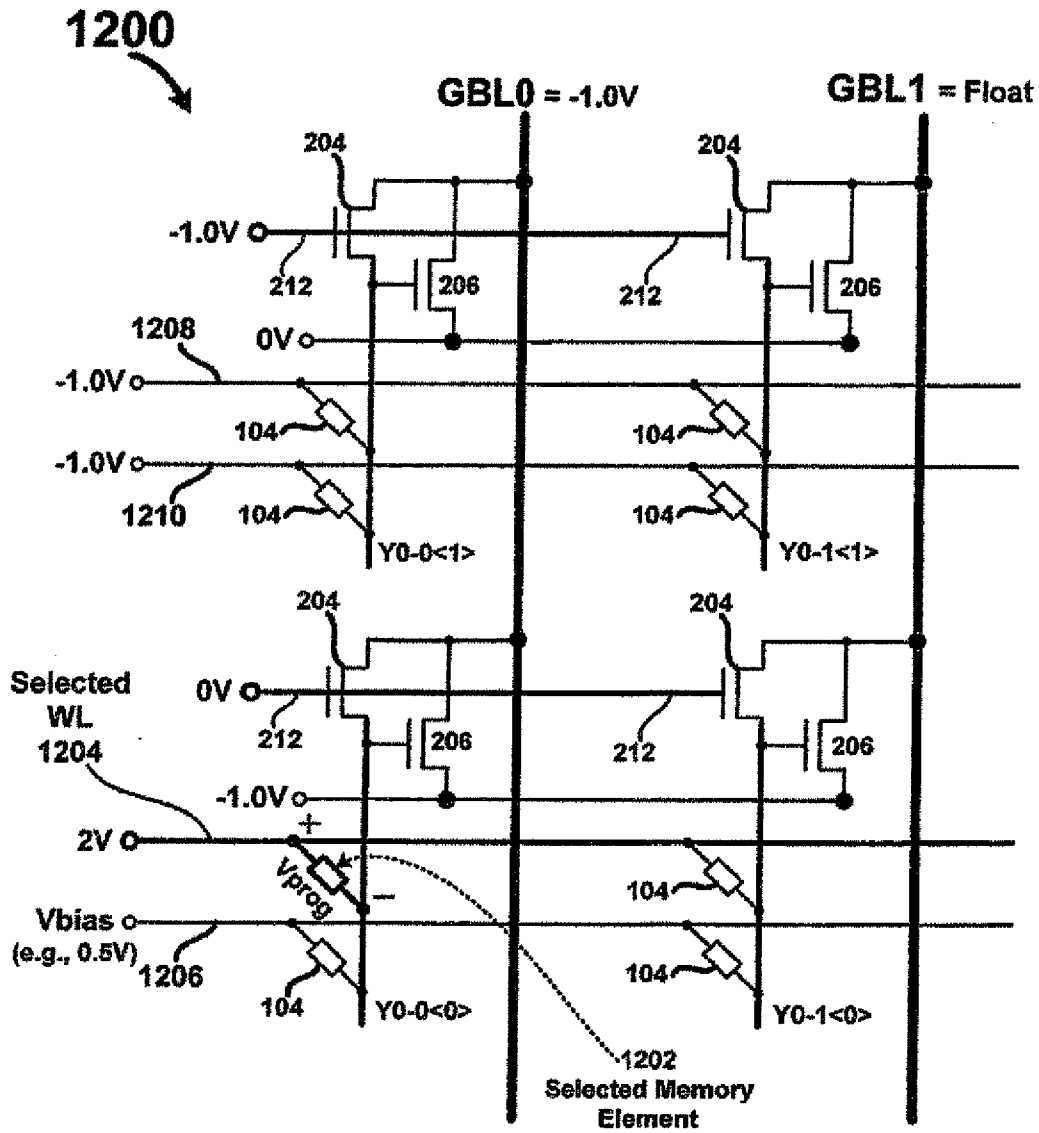 1200
GBL0 = -1.0V
GBL1 = Float
204
204
-1.0V
212
206
212
206
1208
0V
-1.0V
104
104
-1.0V
1210
104
104
Y0-0<1>
Y0-1<1>
204
204
Selected
WL
1204
0V
212
206
212
206
-1.0V
+
2V
Vprog
−
104
Vbias
(e.g., 0.5V)
1206
104
104
Y0-0<0>
Y0-1<0>
1202
Selected Memory
Element